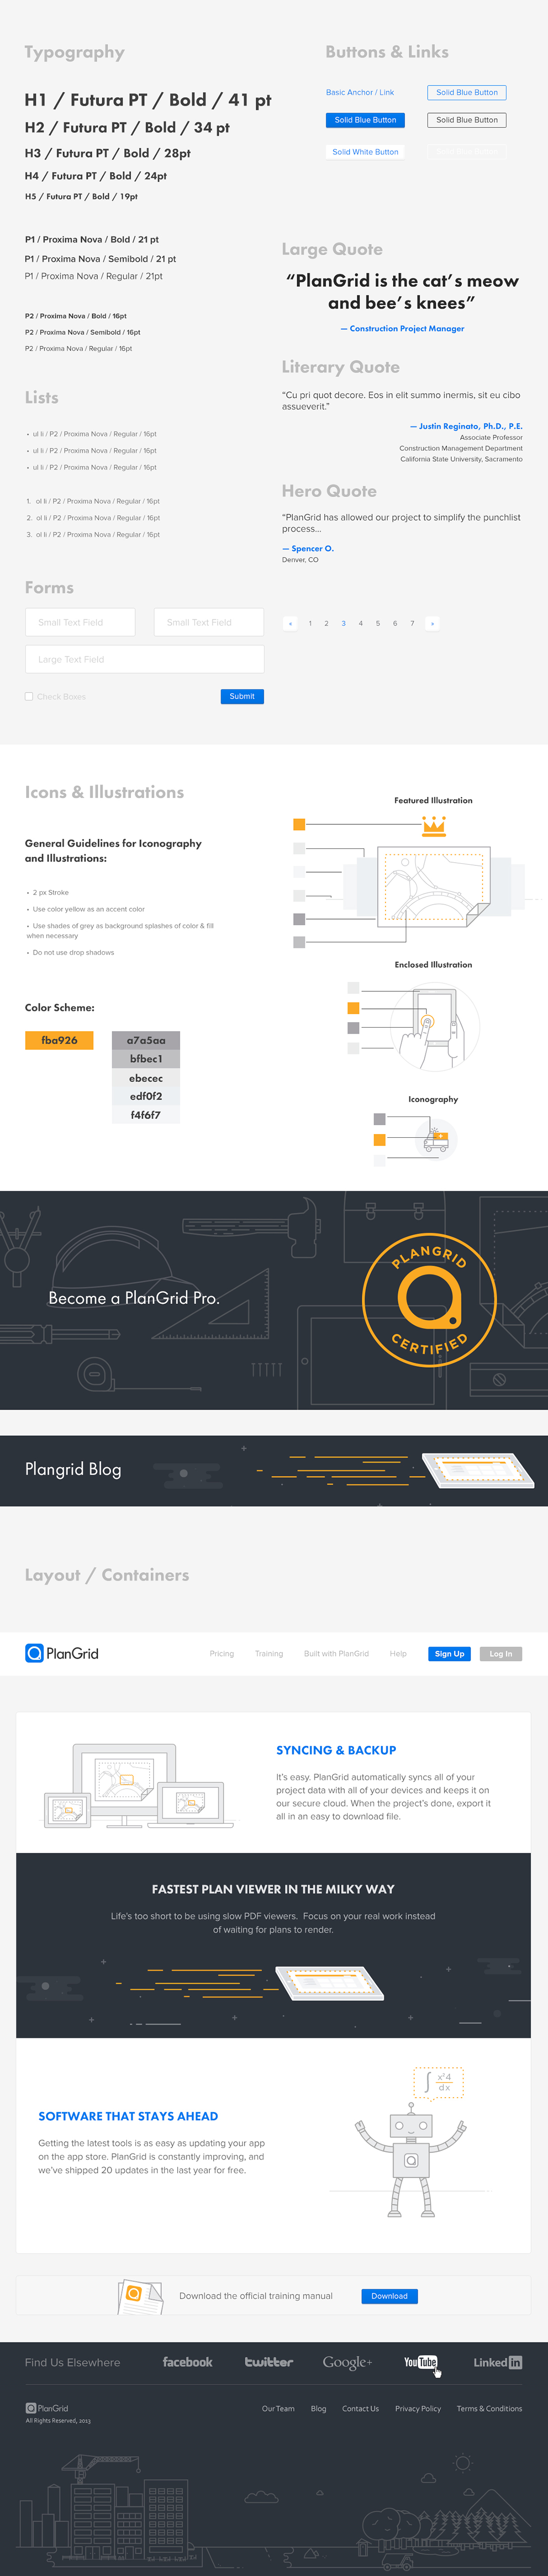 Typography
H1 / Futura PT / Bold / 41 pt
H2 / Futura PT / Bold / 34 pt
H3 / Futura PT / Bold / 28pt
H4 / Futura PT / Bold / 24pt
H5 / Futura PT / Bold / 19pt
P1 / Proxima Nova / Bold / 21 pt
P1 / Proxima Nova / Semibold / 21 pt
P1 / Proxima Nova / Regular / 21pt
P2 / Proxima Nova / Bold / 16pt
P2 / Proxima Nova / Semibold / 16pt
P2 / Proxima Nova / Regular / 16pt
Lists
• ul li / P2 / Proxima Nova / Regular / 16pt
• ul li / P2 / Proxima Nova / Regular / 16pt
• ul li / P2 / Proxima Nova / Regular / 16pt
1. ol li / P2 / Proxima Nova / Regular / 16pt
2. ol li / P2 / Proxima Nova / Regular / 16pt
3. ol li / P2 / Proxima Nova / Regular / 16pt
Forms
Small Text Field
Small Text Field
Large Text Field
Check Boxes
Submit
Buttons & Links
Basic Anchor / Link
Solid Blue Button
Solid Blue Button
Solid Blue Button
Solid White Button
Large Quote
“PlanGrid is the cat’s meow
and bee’s knees”
— Construction Project Manager
Literary Quote
“Cu pri quot decore. Eos in elit summo inermis, sit eu cibo
assueverit.”
— Justin Reginato, Ph.D., P.E.
Associate Professor
Construction Management Department
California State University, Sacramento
Hero Quote
“PlanGrid has allowed our project to simplify the punchlist
process...
— Spencer O.
Denver, CO
« 1 2 3 4 5 6 7 »
Icons & Illustrations
General Guidelines for Iconography
and Illustrations:
• 2 px Stroke
• Use color yellow as an accent color
• Use shades of grey as background splashes of color & fill
when necessary
• Do not use drop shadows
Color Scheme:
fba926
a7a5aa
bfbec1
ebecec
edf0f2
f4f6f7
Featured Illustration
Enclosed Illustration
Iconography
Become a PlanGrid Pro.
PLANGRID
CERTIFIED
Plangrid Blog
Layout / Containers
PlanGrid
Pricing
Training
Built with PlanGrid
Help
Sign Up
Log In
SYNCING & BACKUP
It’s easy. PlanGrid automatically syncs all of your
project data with all of your devices and keeps it on
our secure cloud. When the project’s done, export it
all in an easy to download file.
FASTEST PLAN VIEWER IN THE MILKY WAY
Life’s too short to be using slow PDF viewers. Focus on your real work instead
of waiting for plans to render.
∫ x²4
dx
SOFTWARE THAT STAYS AHEAD
Getting the latest tools is as easy as updating your app
on the app store. PlanGrid is constantly improving, and
we’ve shipped 20 updates in the last year for free.
Download the official training manual
Download
Find Us Elsewhere
facebook
twitter
Google+
YouTube
Linked in
PlanGrid
All Rights Reserved, 2013
Our Team
Blog
Contact Us
Privacy Policy
Terms & Conditions